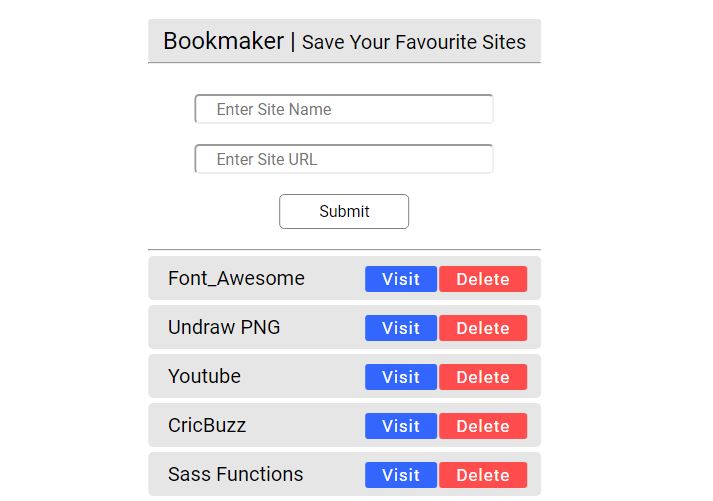 Bookmaker | Save Your Favourite Sites
Enter Site Name
Enter Site URL
Submit
Font_Awesome Visit Delete
Undraw PNG Visit Delete
Youtube Visit Delete
CricBuzz Visit Delete
Sass Functions Visit Delete